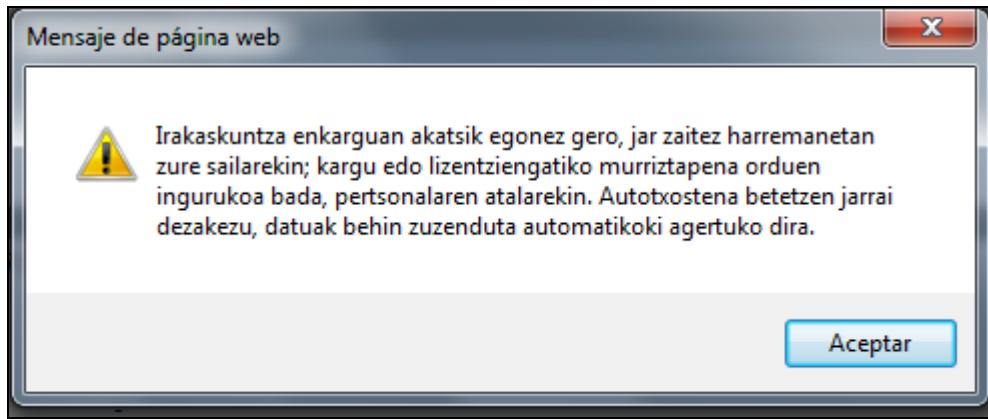 Mensaje de página web
Irakaskuntza enkarguan akatsik egonez gero, jar zaitez harremanetan
zure sailarekin; kargu edo lizentziengatiko murriztapena orduen
ingurukoa bada, pertsonalaren atalarekin. Autotxostena betetzen jarrai
dezakezu, datuak behin zuzenduta automatikoki agertuko dira.
Aceptar